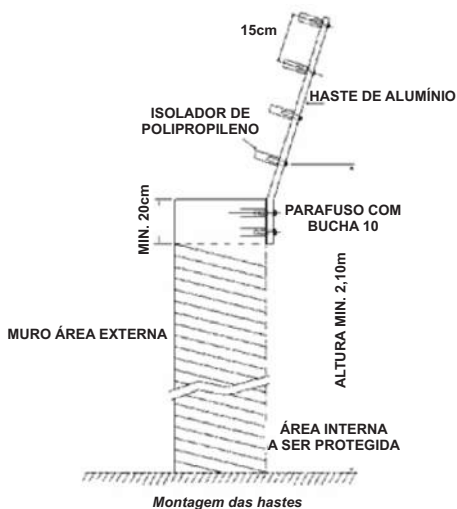 15cm
HASTE DE ALUMÍNIO
ISOLADOR DE
POLIPROPILENO
MIN. 20cm
PARAFUSO COM
BUCHA 10
ALTURA MIN. 2,10m
MURO ÁREA EXTERNA
ÁREA INTERNA
A SER PROTEGIDA
Montagem das hastes